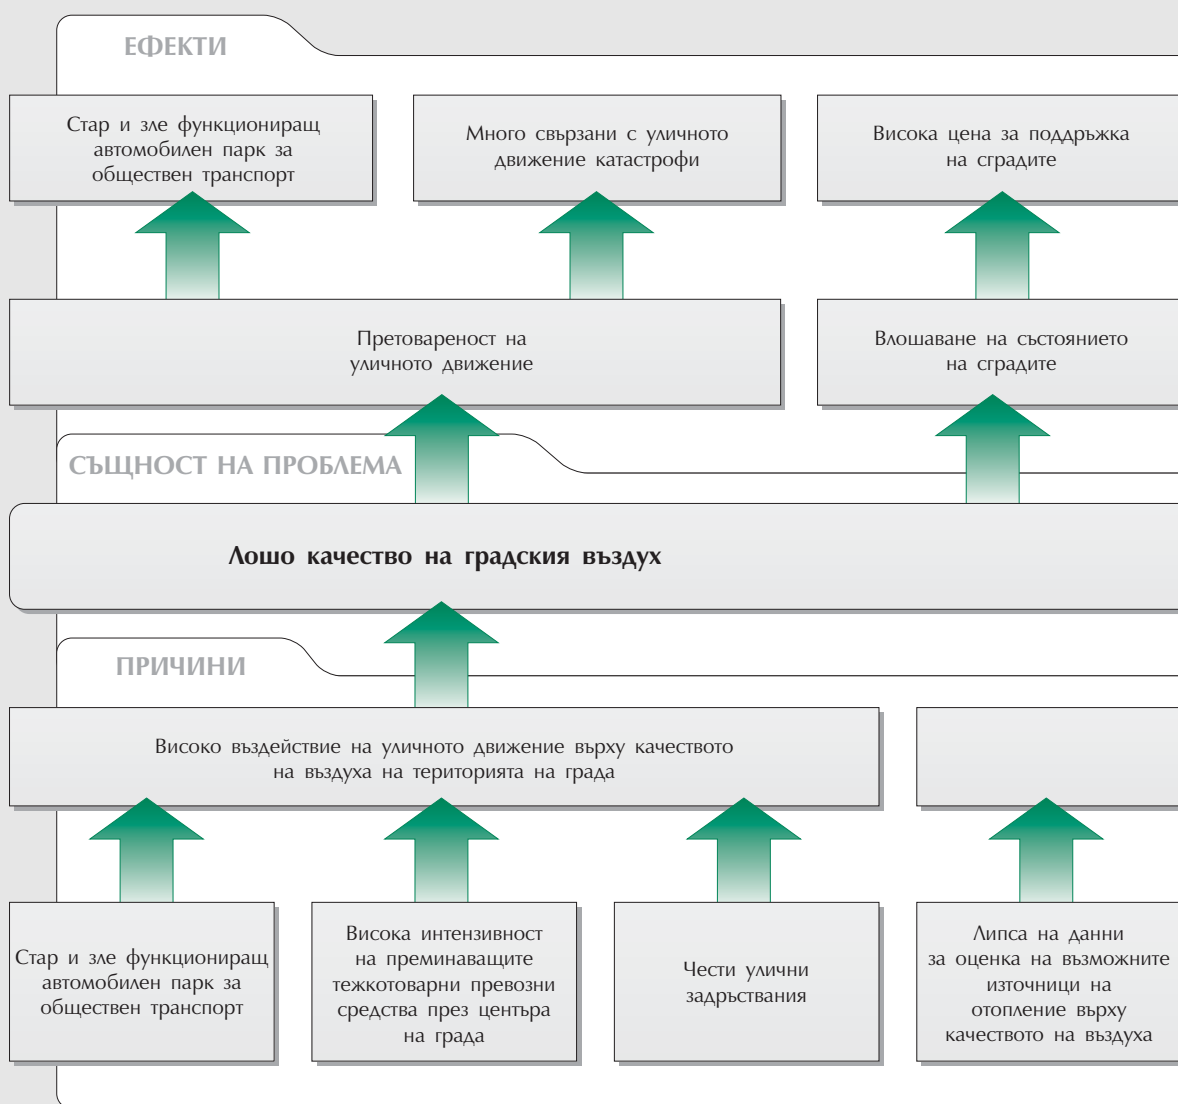 ЕФЕКТИ
Стар и зле функциониращ
автомобилен парк за
обществен транспорт
Много свързани с уличното
движение катастрофи
Висока цена за поддръжка
на сградите
Претовареност на
уличното движение
Влошаване на състоянието
на сградите
СЪЩНОСТ НА ПРОБЛЕМА
Лошо качество на градския въздух
ПРИЧИНИ
Високо въздействие на уличното движение върху качеството
на въздуха на територията на града
Стар и зле функциониращ
автомобилен парк за
обществен транспорт
Висока интензивност
на преминаващите
тежкотоварни превозни
средства през центъра
на града
Чести улични
задръствания
Липса на данни
за оценка на възможните
източници на
отопление върху
качеството на въздуха